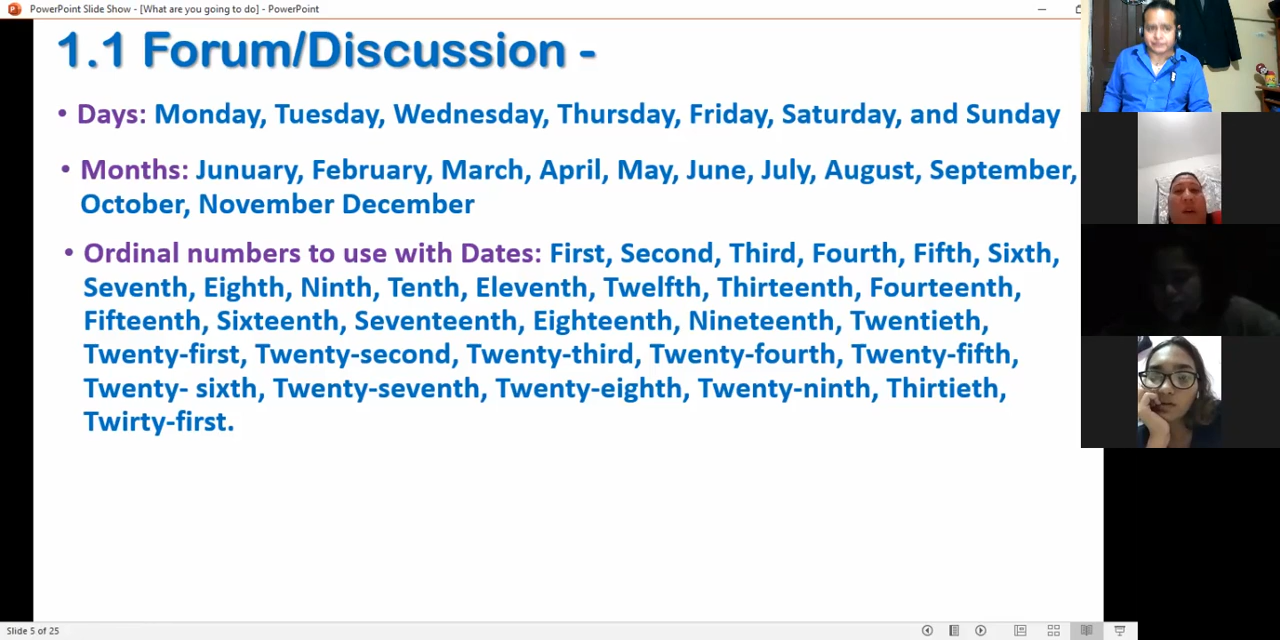 PowerPoint Slide Show - [What are you going to do] - PowerPoint
1.1 Forum/Discussion -
• Days: Monday, Tuesday, Wednesday, Thursday, Friday, Saturday, and Sunday
• Months: Junuary, February, March, April, May, June, July, August, September,
October, November December
• Ordinal numbers to use with Dates: First, Second, Third, Fourth, Fifth, Sixth,
Seventh, Eighth, Ninth, Tenth, Eleventh, Twelfth, Thirteenth, Fourteenth,
Fifteenth, Sixteenth, Seventeenth, Eighteenth, Nineteenth, Twentieth,
Twenty-first, Twenty-second, Twenty-third, Twenty-fourth, Twenty-fifth,
Twenty- sixth, Twenty-seventh, Twenty-eighth, Twenty-ninth, Thirtieth,
Twirty-first.
Slide 5 of 25